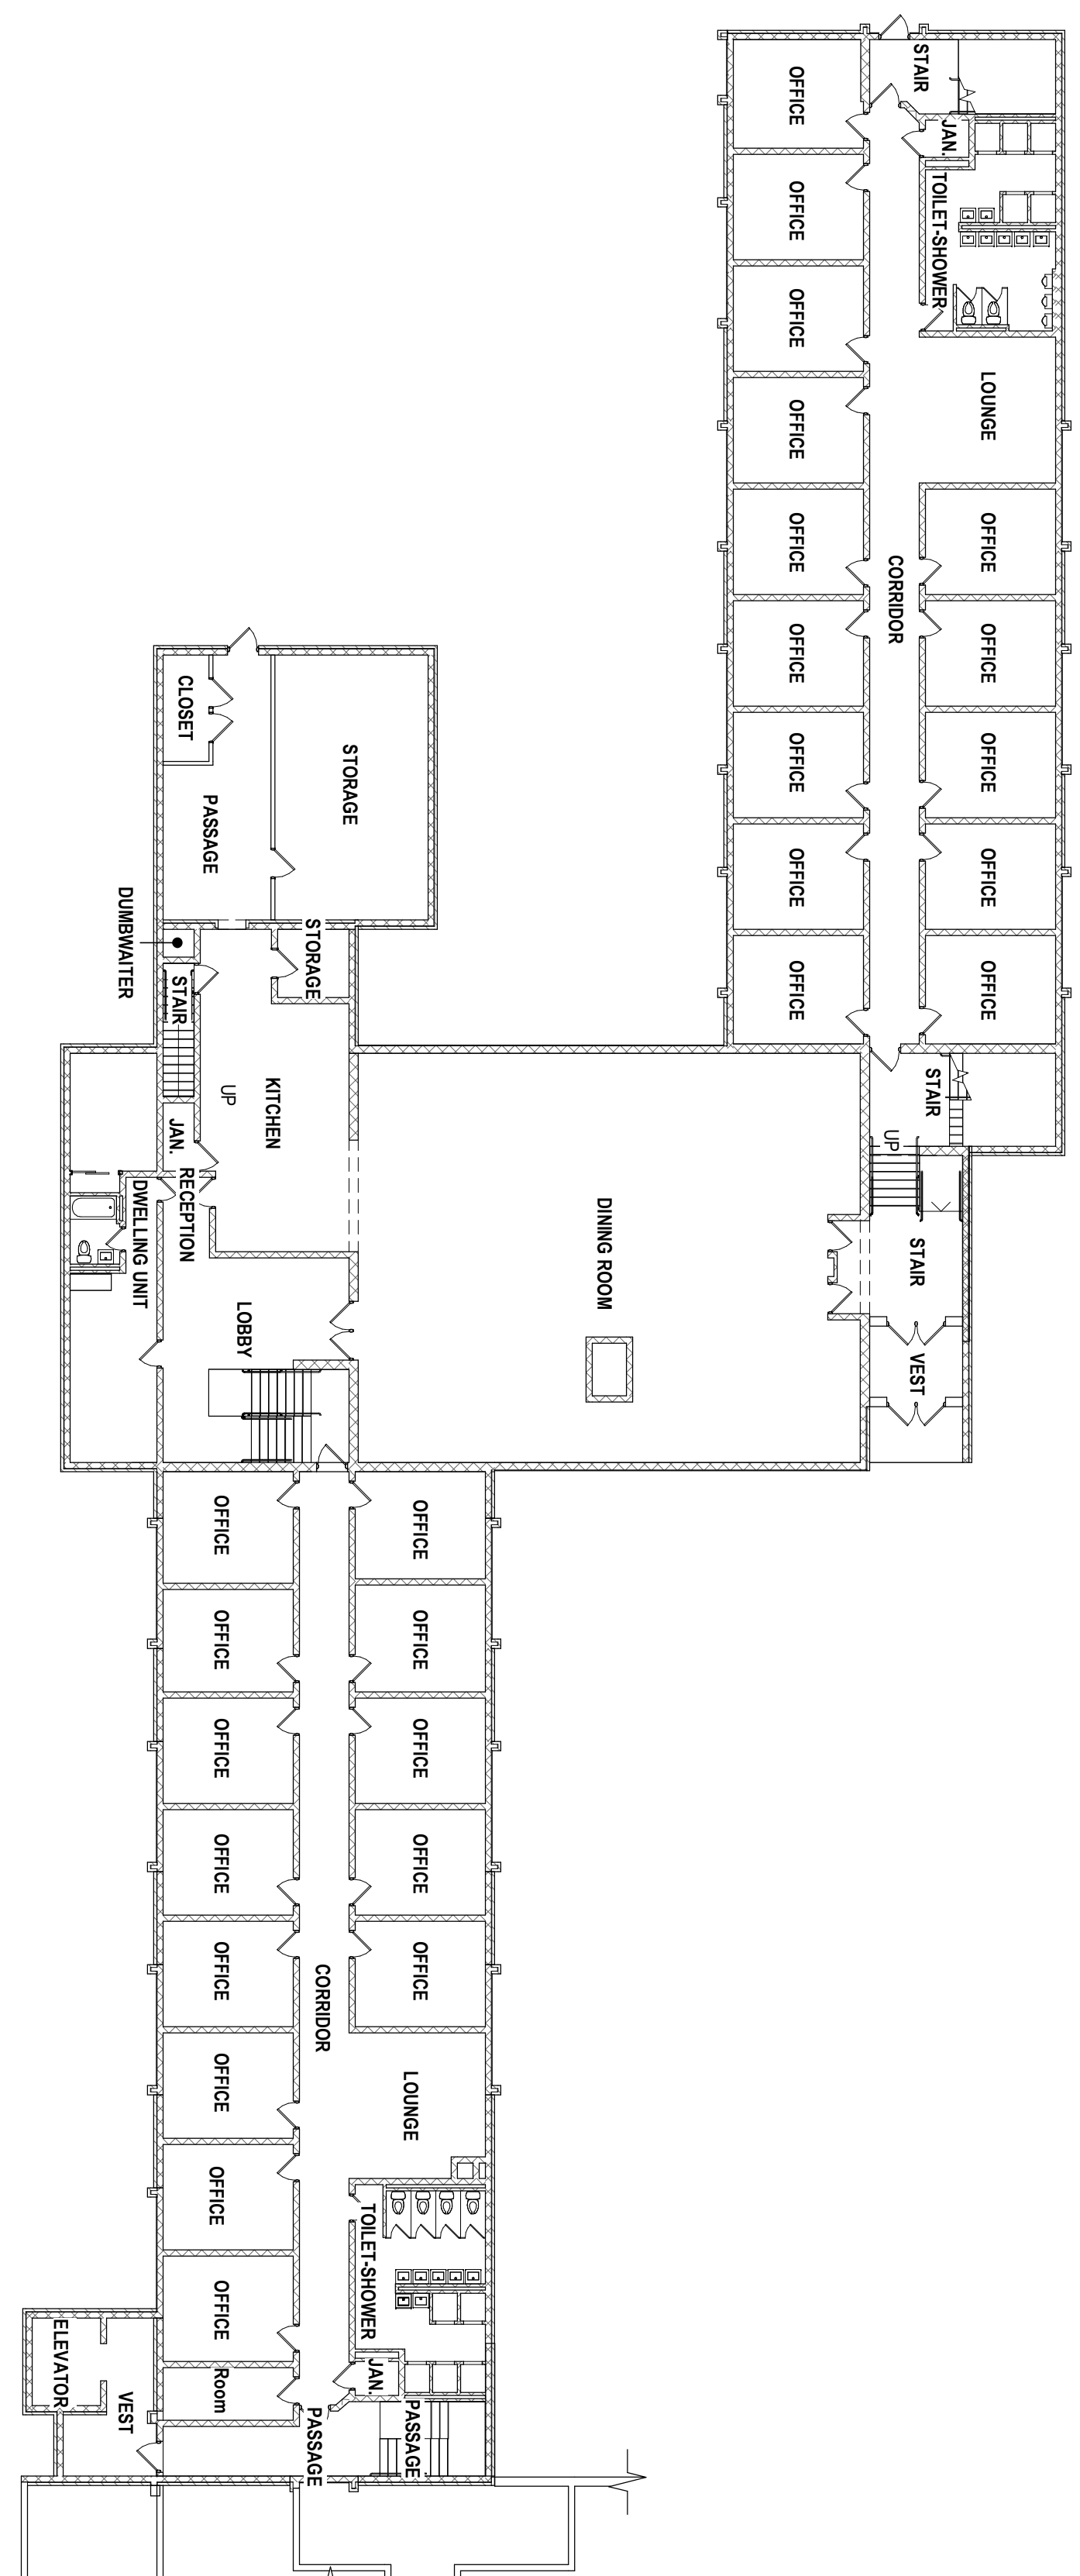 STAIR
OFFICE
JAN.
OFFICE
TOILET-SHOWER
OFFICE
LOUNGE
OFFICE
OFFICE
OFFICE
CORRIDOR
OFFICE
OFFICE
OFFICE
OFFICE
OFFICE
OFFICE
OFFICE
OFFICE
STAIR
UP
STAIR
VEST
CLOSET
STORAGE
PASSAGE
DUMBWAITER
STORAGE
STAIR
UP
KITCHEN
JAN.
RECEPTION
DWELLING UNIT
DINING ROOM
LOBBY
OFFICE
OFFICE
OFFICE
OFFICE
OFFICE
OFFICE
OFFICE
OFFICE
OFFICE
OFFICE
CORRIDOR
OFFICE
LOUNGE
OFFICE
TOILET-SHOWER
OFFICE
ELEVATOR
Room
JAN.
VEST
PASSAGE
PASSAGE